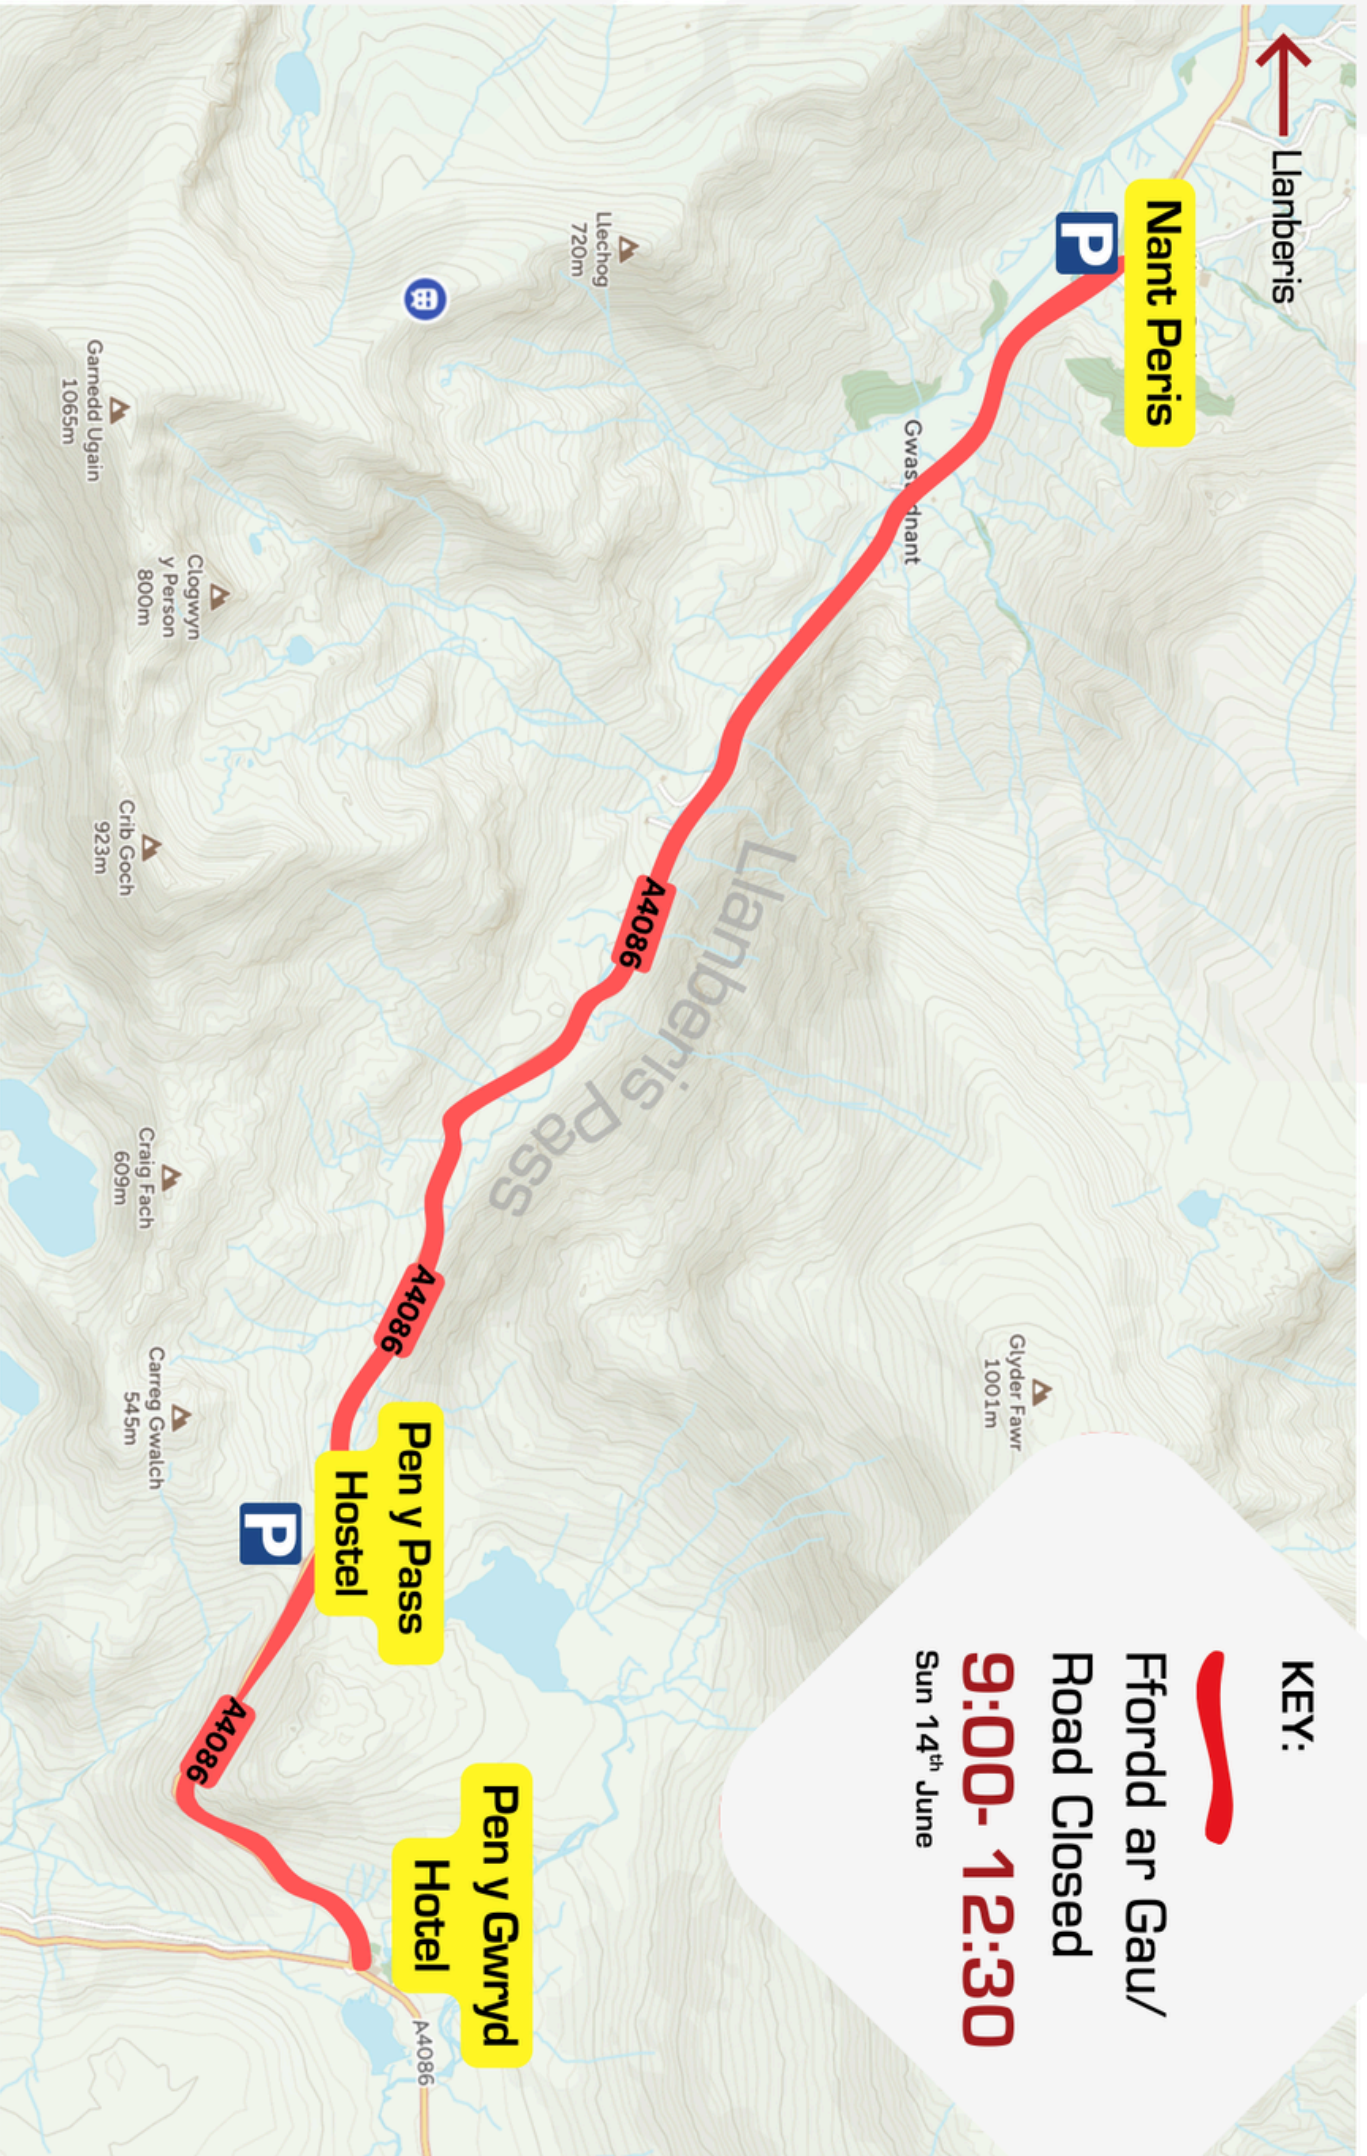 Llanberis
Nant Peris
P
Llechog
720m
Gwas dnant
Garnedd Ugain
1065m
Clogwyn
y Person
800m
Crib Goch
923m
A4086
Llanberis Pass
Craig Fach
609m
A4086
Glyder Fawr
1001m
Carreg Gwalch
545m
Pen y Pass
Hostel
P
A4086
Pen y Gwryd
Hotel
A4086
KEY:
Ffordd ar Gau/
Road Closed
9:00- 12:30
Sun 14th June